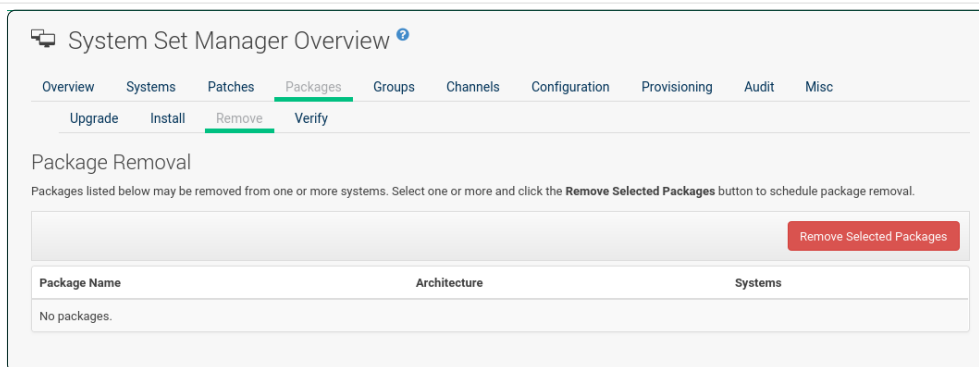 System Set Manager Overview ?
Overview Systems Patches Packages Groups Channels Configuration Provisioning Audit Misc
Upgrade Install Remove Verify
Package Removal
Packages listed below may be removed from one or more systems. Select one or more and click the Remove Selected Packages button to schedule package removal.
Remove Selected Packages
Package Name Architecture Systems
No packages.